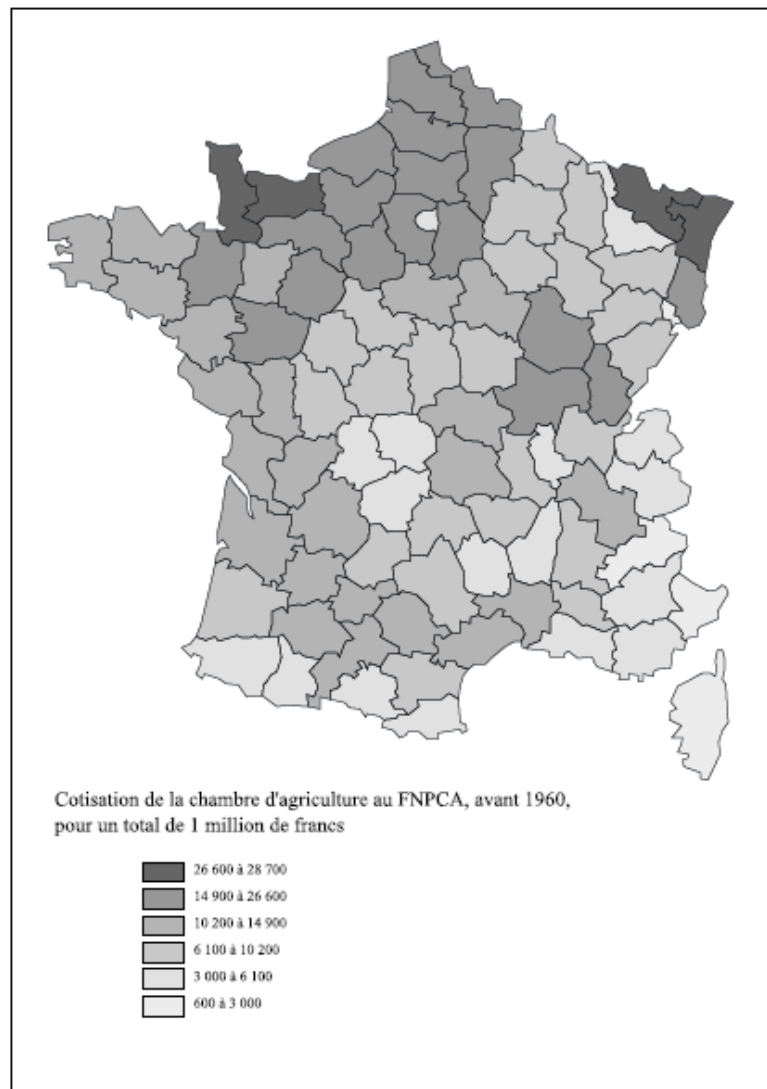 Cotisation de la chambre d'agriculture au FNPCA, avant 1960,
pour un total de 1 million de francs
26 600 à 28 700
14 900 à 26 600
10 200 à 14 900
6 100 à 10 200
3 000 à 6 100
600 à 3 000